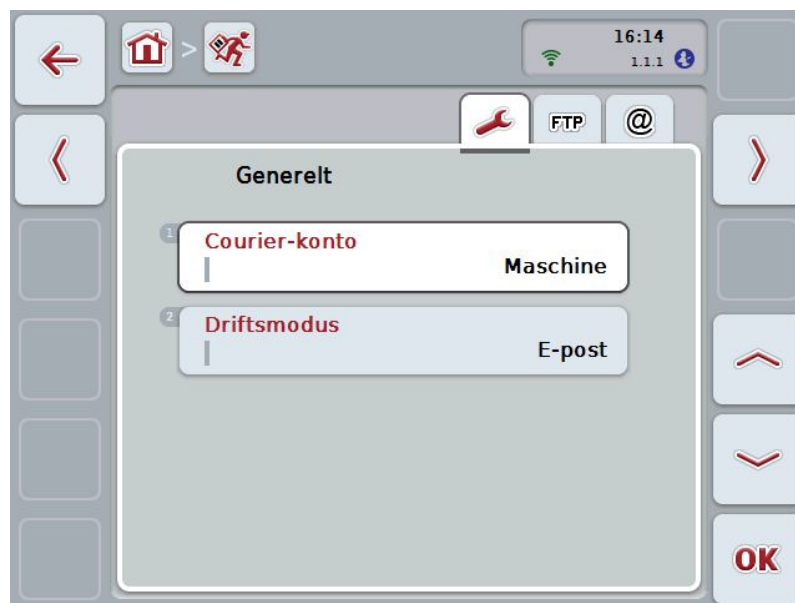 >
16:14
1.1.1
FTP
@
Generelt
1
Courier-konto
Maschine
2
Driftsmodus
E-post
OK